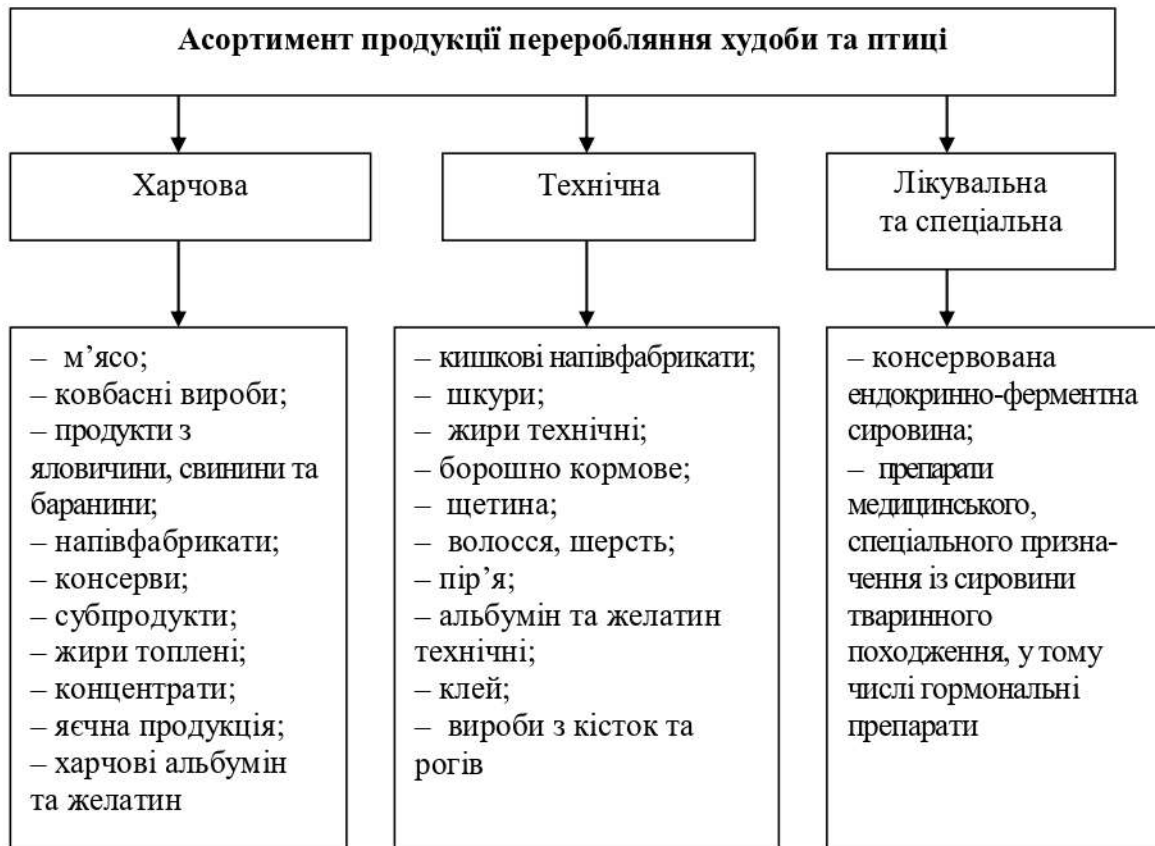 Асортимент продукції переробляння худоби та птиці
Харчова
Технічна
Лікувальна
та спеціальна
– м’ясо;
– ковбасні вироби;
– продукти з
яловичини, свинини та
баранини;
– напівфабрикати;
– консерви;
– субпродукти;
– жири топлені;
– концентрати;
– яєчна продукція;
– харчові альбумін
та желатин
– кишкові напівфабрикати;
– шкури;
– жири технічні;
– борошно кормове;
– щетина;
– волосся, шерсть;
– пір’я;
– альбумін та желатин
технічні;
– клей;
– вироби з кісток та
рогів
– консервована
ендокринно-ферментна
сировина;
– препарати
медицинського,
спеціального призна-
чення із сировини
тваринного
походження, у тому
числі гормональні
препарати